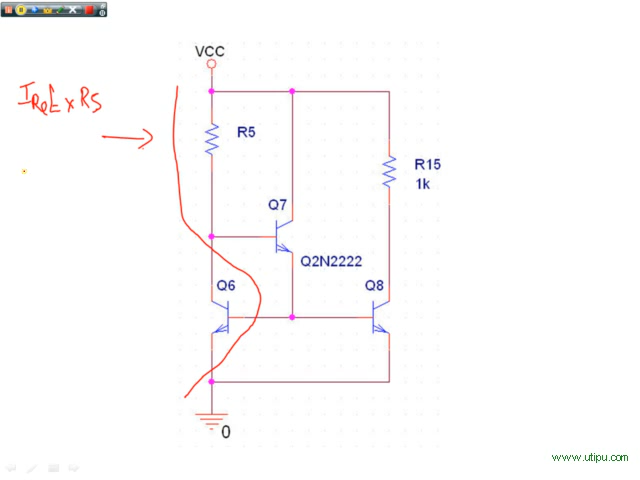 VCC
IREF x R5
R5
R15
1k
Q7
Q2N2222
Q6
Q8
0
www.utipu.com